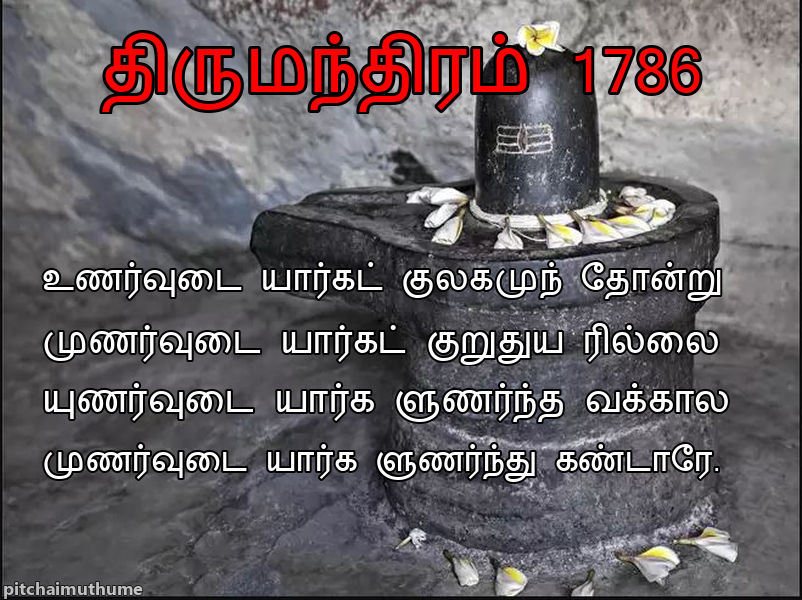 திருமந்திரம் 1786
உணர்வுடை யார்கட் குலகமுந் தோன்று
முணர்வுடை யார்கட் குறுதுய ரில்லை
யுணர்வுடை யார்க ளுணர்ந்த வக்கால
முணர்வுடை யார்க ளுணர்ந்து கண்டாரே.
pitchaimuthume